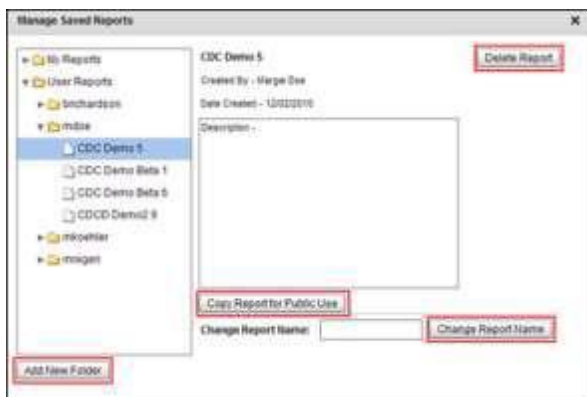 Manage Saved Reports
My Reports
User Reports
brichardson
mdoe
CDC Demo 5
CDC Demo Beta 1
CDC Demo Beta 5
CDCD Demo2 9
mkoehler
Add New Folder
CDC Demo 5
Delete Report
Created By - Margie Doe
Date Created - 12/02/2010
Description -
Copy Report for Public Use
Change Report Name:
Change Report Name